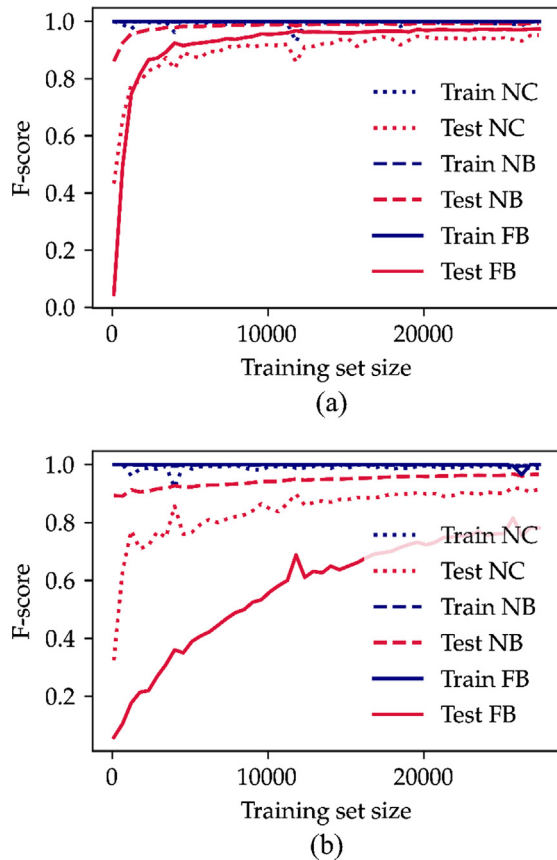 1.0
0.8
0.6
0.4
0.2
0.0
F-score
Train NC
Test NC
Train NB
Test NB
Train FB
Test FB
0 10000 20000
Training set size
(a)
1.0
0.8
0.6
0.4
0.2
F-score
Train NC
Test NC
Train NB
Test NB
Train FB
Test FB
0 10000 20000
Training set size
(b)